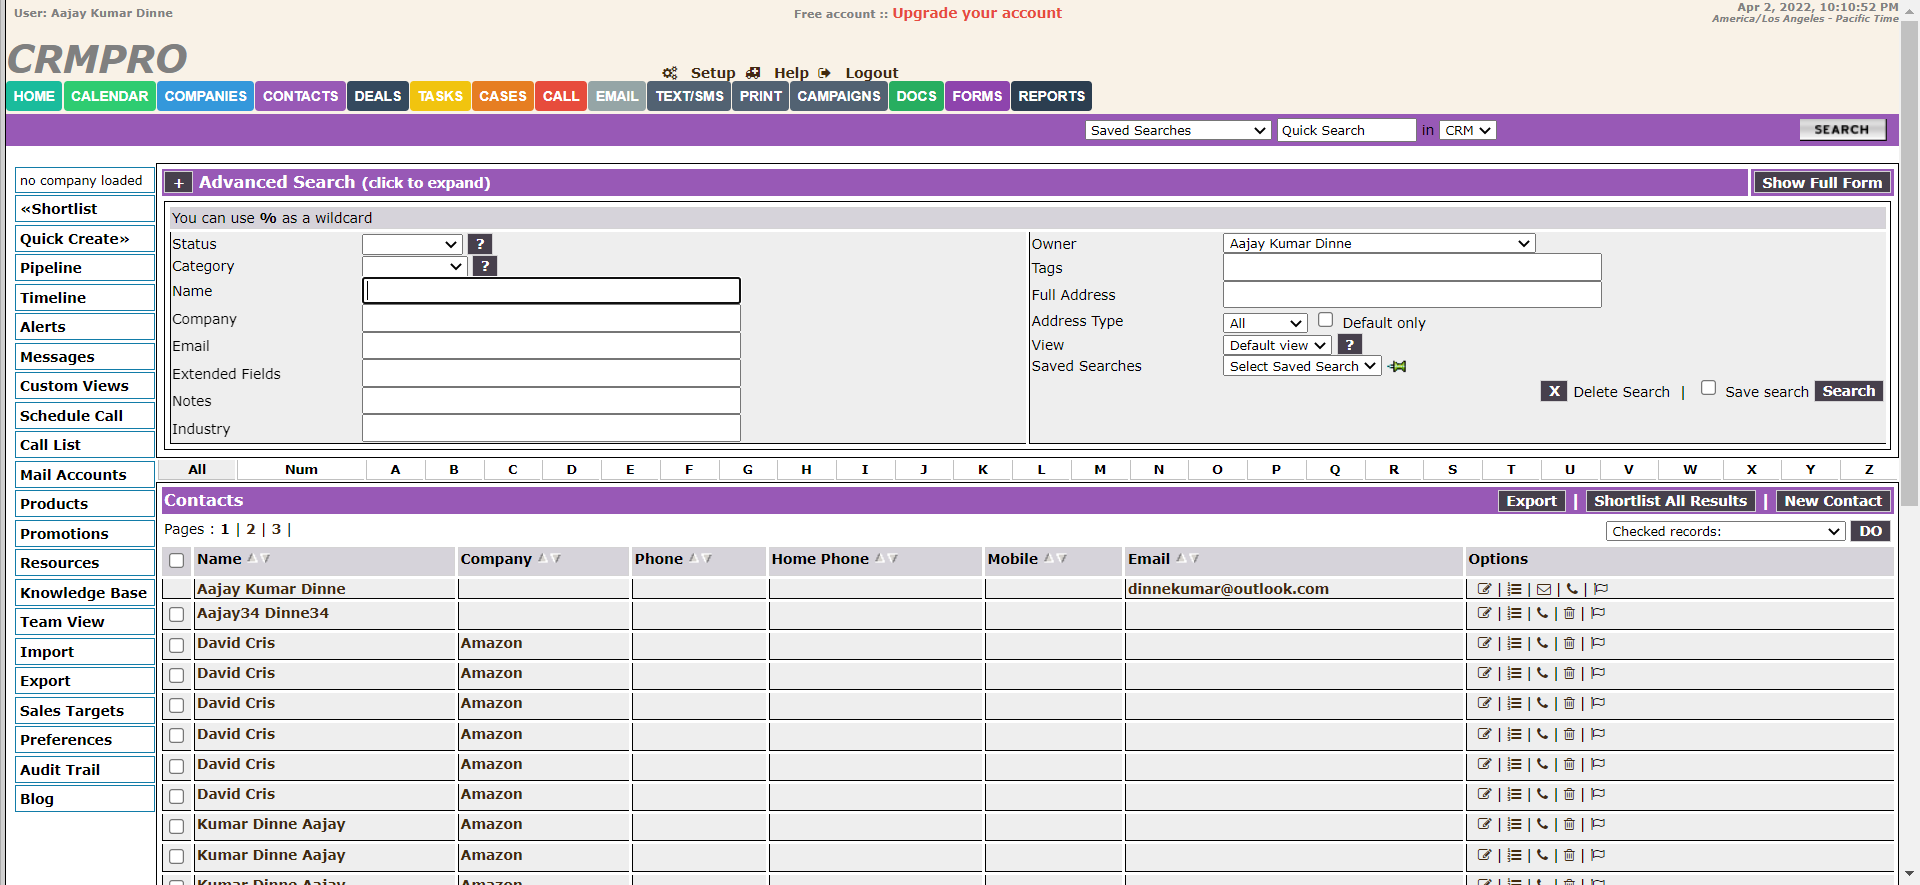 User: Aajay Kumar Dinne
Free account :: Upgrade your account
Apr 2, 2022, 10:10:52 PM
America/Los Angeles - Pacific Time
CRMPRO
Setup Help Logout
HOME CALENDAR COMPANIES CONTACTS DEALS TASKS CASES CALL EMAIL TEXT/SMS PRINT CAMPAIGNS DOCS FORMS REPORTS
Saved Searches Quick Search in CRM SEARCH
no company loaded
«Shortlist
Quick Create»
Pipeline
Timeline
Alerts
Messages
Custom Views
Schedule Call
Call List
Mail Accounts
Products
Promotions
Resources
Knowledge Base
Team View
Import
Export
Sales Targets
Preferences
Audit Trail
Blog
+ Advanced Search (click to expand) Show Full Form
You can use % as a wildcard
Status ?
Category ?
Name
Company
Email
Extended Fields
Notes
Industry
Owner Aajay Kumar Dinne
Tags
Full Address
Address Type All Default only
View Default view ?
Saved Searches Select Saved Search
X Delete Search | Save search Search
All Num A B C D E F G H I J K L M N O P Q R S T U V W X Y Z
Contacts Export | Shortlist All Results | New Contact
Pages : 1 | 2 | 3 |
Checked records: DO
Name Company Phone Home Phone Mobile Email Options
Aajay Kumar Dinne dinnekumar@outlook.com | | | |
Aajay34 Dinne34 | | | |
David Cris Amazon | | | |
David Cris Amazon | | | |
David Cris Amazon | | | |
David Cris Amazon | | | |
David Cris Amazon | | | |
David Cris Amazon | | | |
Kumar Dinne Aajay Amazon | | | |
Kumar Dinne Aajay Amazon | | | |
Kumar Dinne Aajay Amazon